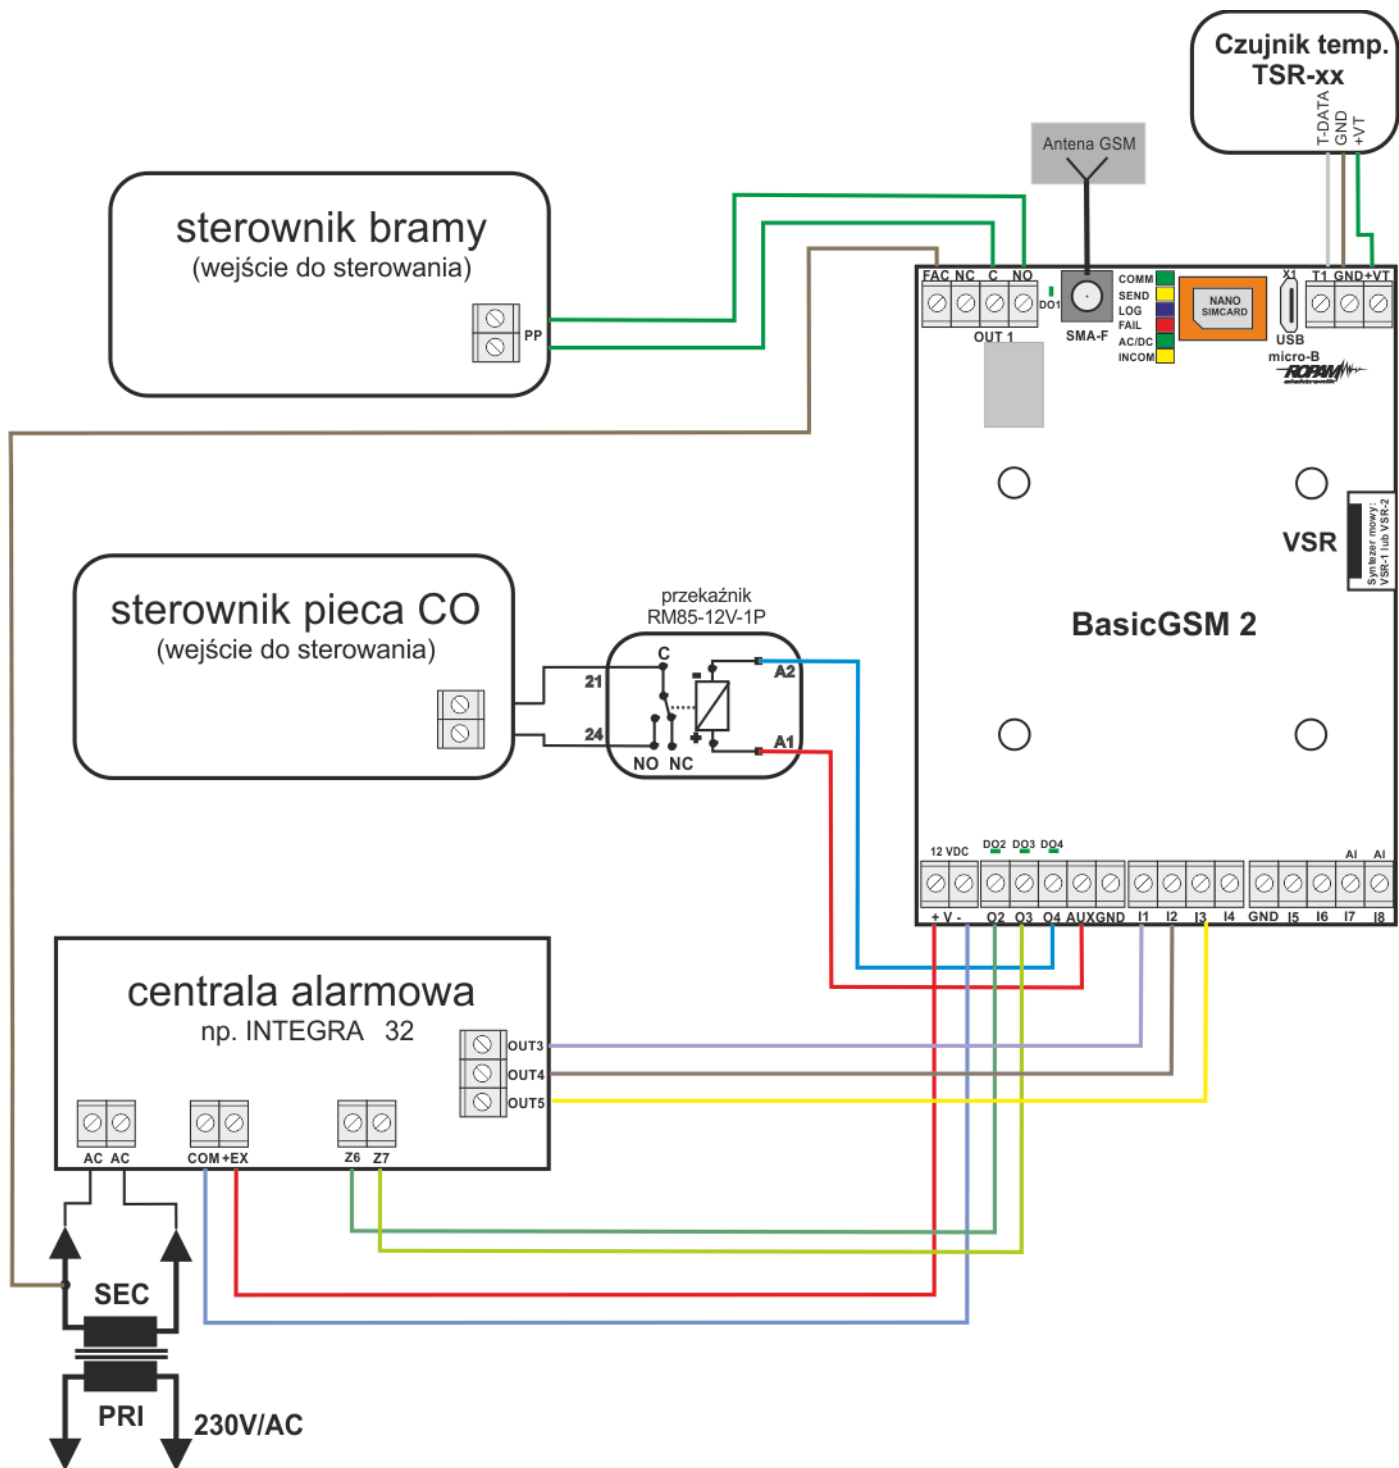 Czujnik temp.
TSR-xx
T-DATA
GND
+VT
Antena GSM
sterownik bramy
(wejście do sterowania)
PP
FAC NC C NO
OUT 1
DO1
SMA-F
COMM
SEND
LOG
FAIL
AC/DC
INCOM
NANO
SIMCARD
X1
USB
micro-B
T1 GND+VT
ROPAM
elektronik
VSR
Syntezer mowy:
VSR-1 lub VSR-2
BasicGSM 2
sterownik pieca CO
(wejście do sterowania)
przekaźnik
RM85-12V-1P
C
21
24
NO NC
-
+
A2
A1
12 VDC
DO2 DO3 DO4
AI AI
+ V - O2 O3 O4 AUXGND I1 I2 I3 I4 GND I5 I6 I7 I8
centrala alarmowa
np. INTEGRA 32
OUT3
OUT4
OUT5
AC AC COM+EX Z6 Z7
SEC
PRI
230V/AC